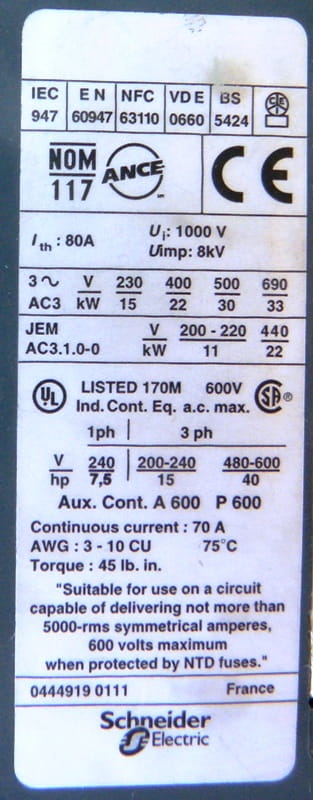 IEC EN NFC VDE BS CEI
947 60947 63110 0660 5424
NOM ANCE CE
117
Ith : 80A Ui: 1000 V
Uimp: 8kV
3~ V 230 400 500 690
AC3 kW 15 22 30 33
JEM V 200 - 220 440
AC3.1.0-0 kW 11 22
UL LISTED 170M 600V SA®
Ind. Cont. Eq. a.c. max.
1ph 3 ph
V 240 200-240 480-600
hp 7,5 15 40
Aux. Cont. A 600 P 600
Continuous current : 70 A
AWG : 3 - 10 CU 75°C
Torque : 45 lb. in.
"Suitable for use on a circuit
capable of delivering not more than
5000-rms symmetrical amperes,
600 volts maximum
when protected by NTD fuses."
0444919 0111 France
Schneider
Electric